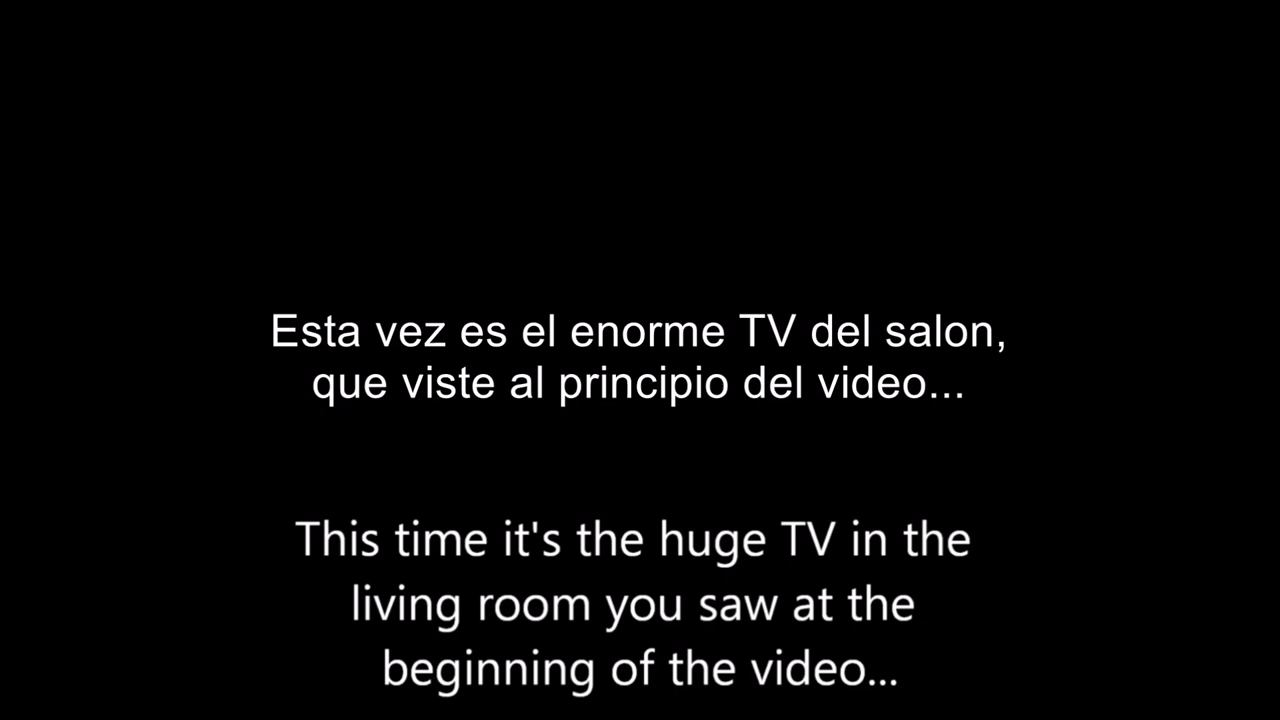 Esta vez es el enorme TV del salon,
que viste al principio del video...
This time it's the huge TV in the
living room you saw at the
beginning of the video...